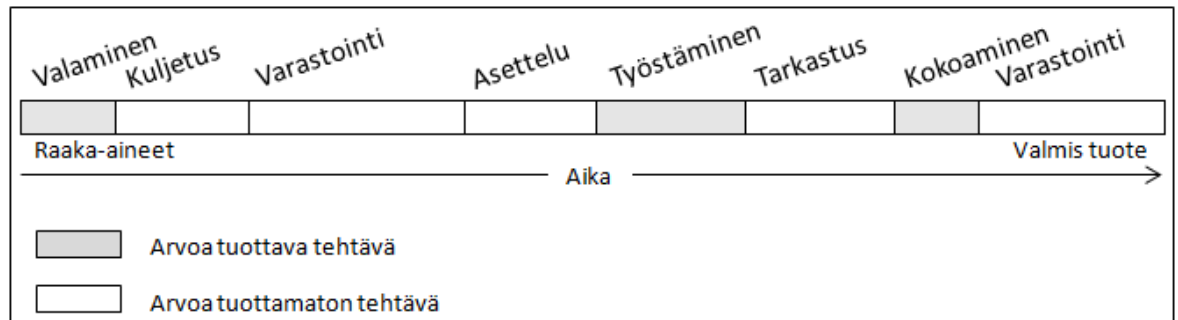 Valaminen Kuljetus Varastointi Asettelu Työstäminen Tarkastus Kokoaminen Varastointi
Raaka-aineet Valmis tuote
Aika
Arvoa tuottava tehtävä
Arvoa tuottamaton tehtävä